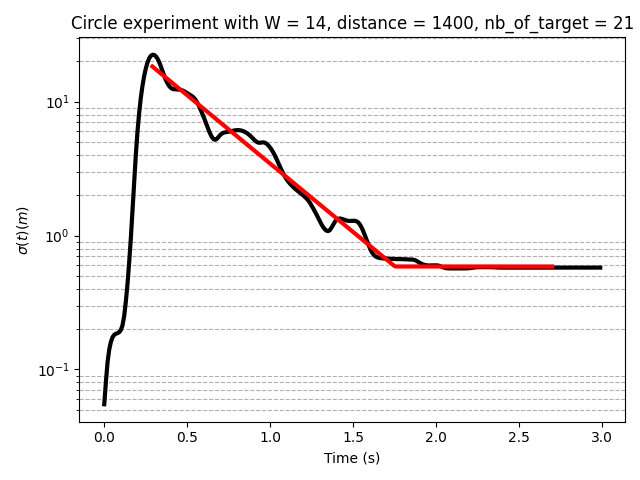 Circle experiment with W = 14, distance = 1400, nb_of_target = 21
10¹
10⁰
10⁻¹
σ(t)(m)
0.0 0.5 1.0 1.5 2.0 2.5 3.0
Time (s)